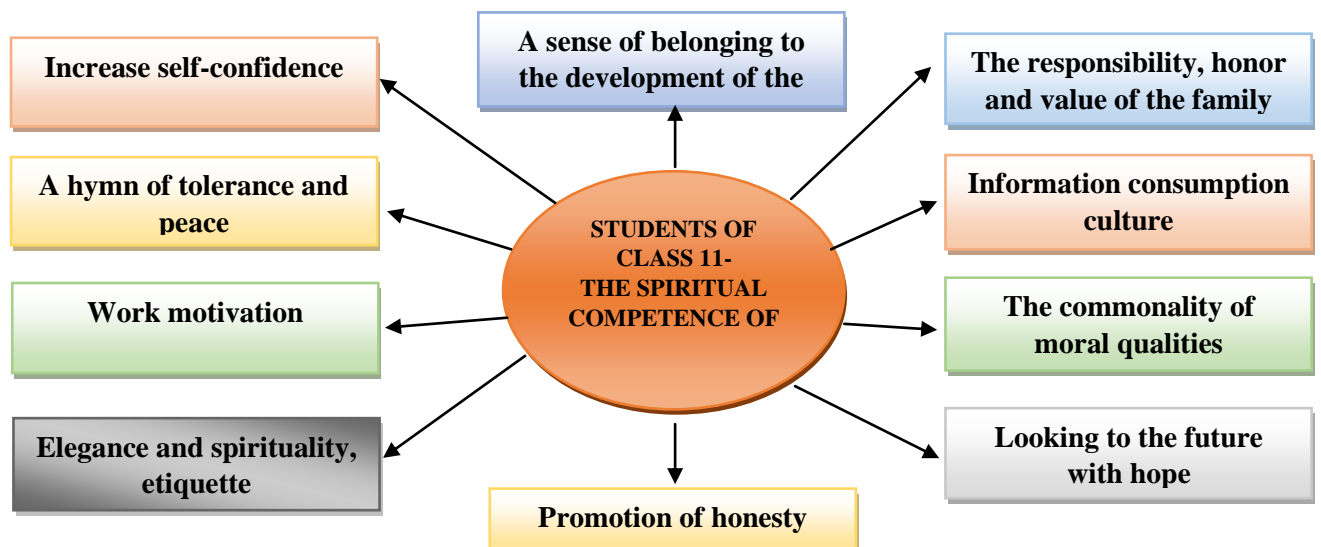 Increase self-confidence
A sense of belonging to
the development of the
The responsibility, honor
and value of the family
A hymn of tolerance and
peace
STUDENTS OF
CLASS 11-
THE SPIRITUAL
COMPETENCE OF
Information consumption
culture
Work motivation
The commonality of
moral qualities
Elegance and spirituality,
etiquette
Looking to the future
with hope
Promotion of honesty